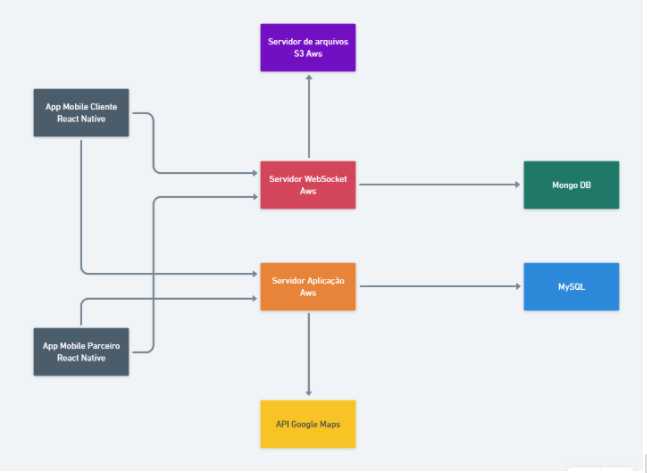 Servidor de arquivos
S3 Aws
App Mobile Cliente
React Native
Servidor WebSocket
Aws
Mongo DB
Servidor Aplicação
Aws
MySQL
App Mobile Parceiro
React Native
API Google Maps